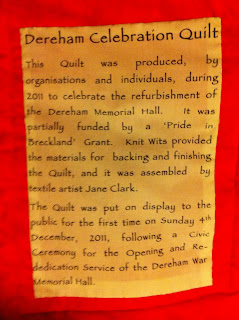 Dereham Celebration Quilt
This Quilt was produced, by
organisations and individuals, during
2011 to celebrate the refurbishment
of the Dereham Memorial Hall. It was
partially funded by a 'Pride in
Breckland' Grant. Knit Wits provided
the materials for backing and finishing
the Quilt, and it was assembled by
textile artist Jane Clark.
The Quilt was put on display to the
public for the first time on Sunday 4th
December, 2011, following a Civic
Ceremony for the Opening and Re-
dedication Service of the Dereham War
Memorial Hall.